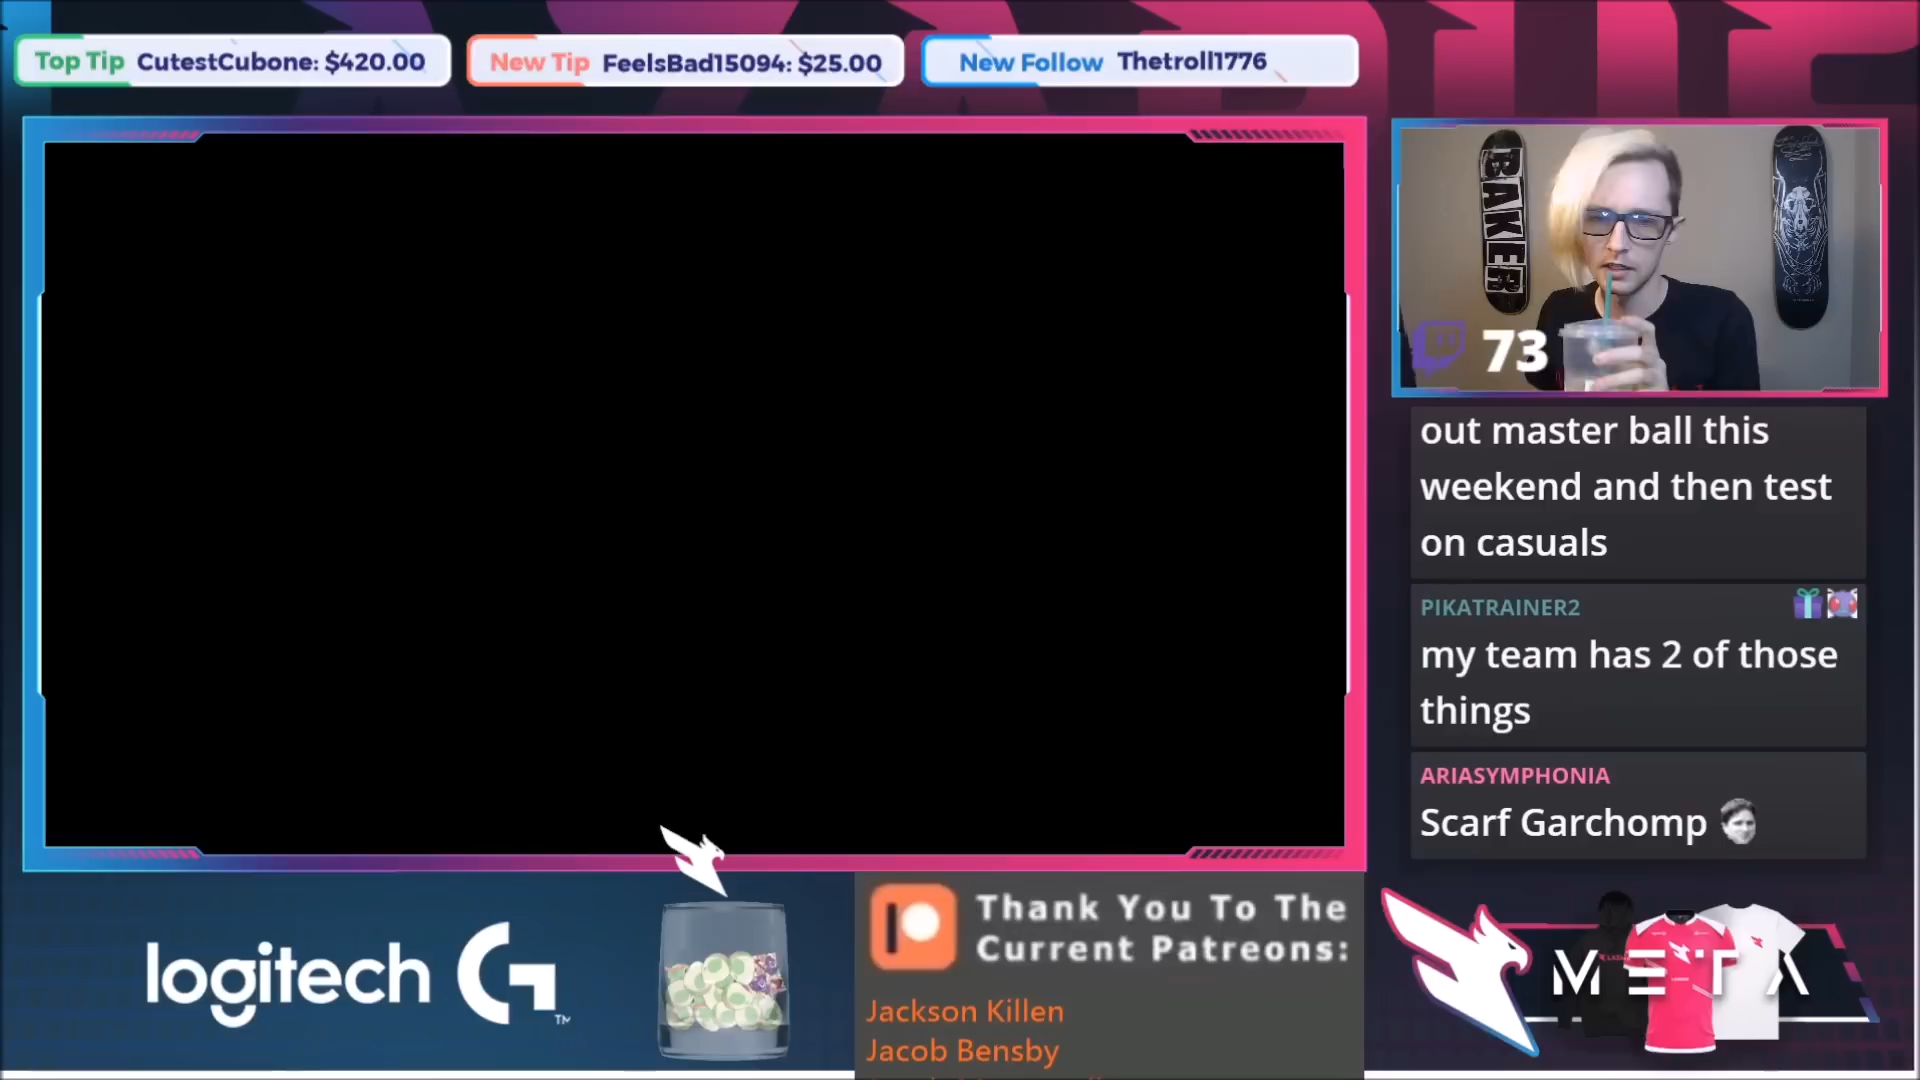 Top Tip CutestCubone: $420.00
New Tip FeelsBad15094: $25.00
New Follow Thetroll1776
BAKER
73
out master ball this
weekend and then test
on casuals
PIKATRAINER2
my team has 2 of those
things
ARIASYMPHONIA
Scarf Garchomp
logitech G TM
Thank You To The
Current Patreons:
Jackson Killen
Jacob Bensby
META